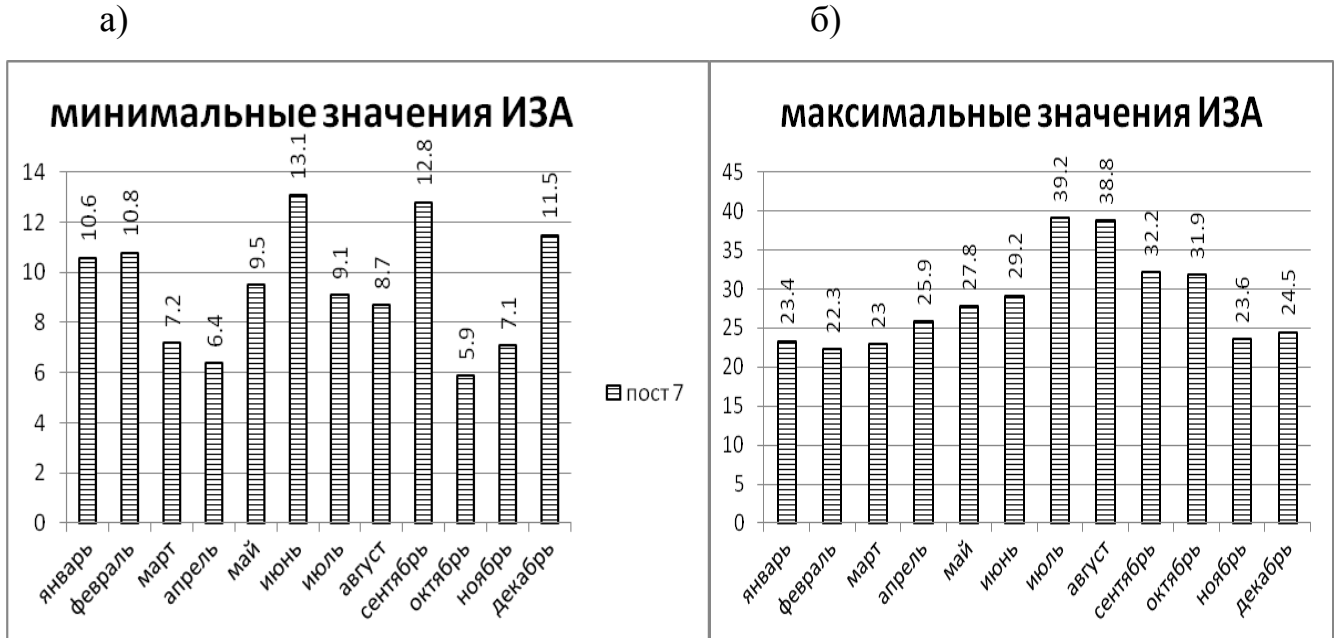 а)
б)
минимальные значения ИЗА
14
12
10
8
6
4
2
0
10.6
10.8
7.2
6.4
9.5
13.1
9.1
8.7
12.8
5.9
7.1
11.5
январь
февраль
март
апрель
май
июнь
июль
август
сентябрь
октябрь
ноябрь
декабрь
пост 7
максимальные значения ИЗА
45
40
35
30
25
20
15
10
5
0
23.4
22.3
23
25.9
27.8
29.2
39.2
38.8
32.2
31.9
23.6
24.5
январь
февраль
март
апрель
май
июнь
июль
август
сентябрь
октябрь
ноябрь
декабрь